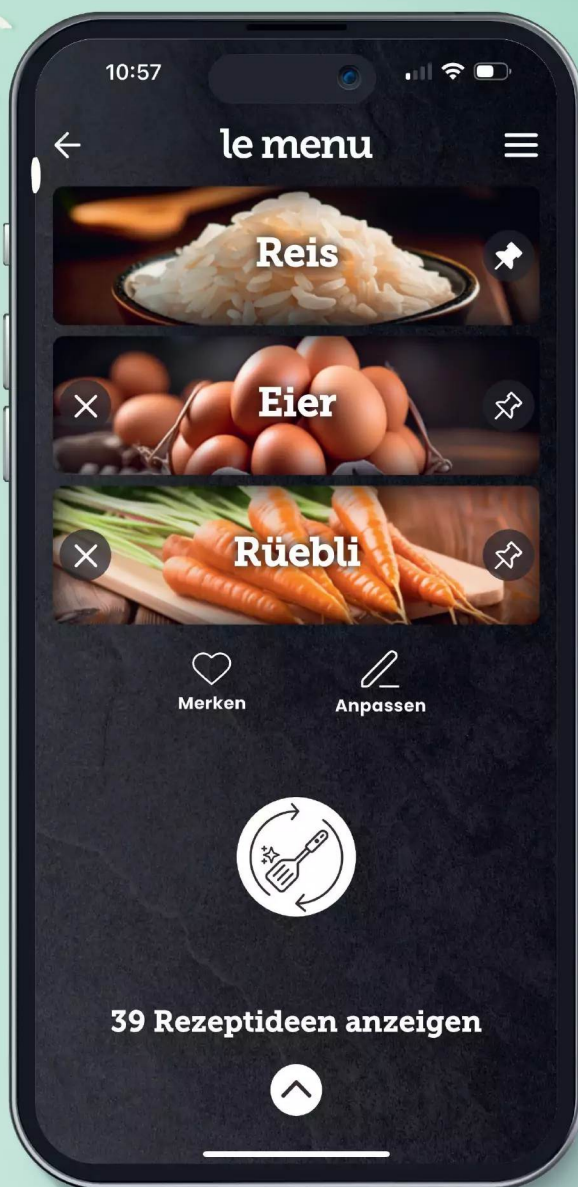 10:57
le menu
Reis
Eier
Rüebli
Merken
Anpassen
39 Rezeptideen anzeigen